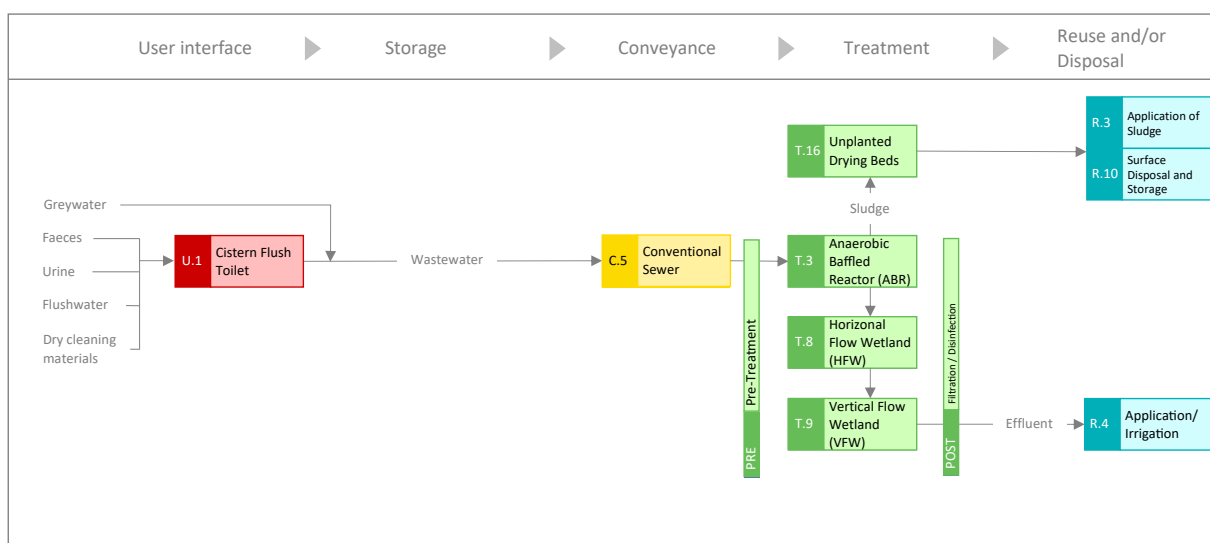 User interface
Storage
Conveyance
Treatment
Reuse and/or
Disposal
R.3
Application of
Sludge
T.16
Unplanted
Drying Beds
R.10
Surface
Disposal and
Storage
Greywater
Sludge
Faeces
U.1
Cistern Flush
Toilet
Wastewater
C.5
Conventional
Sewer
T.3
Anaerobic
Baffled
Reactor (ABR)
Urine
Flushwater
Dry cleaning
materials
Pre-Treatment
PRE
T.8
Horizonal
Flow Wetland
(HFW)
Filtration / Disinfection
POST
T.9
Vertical Flow
Wetland
(VFW)
Effluent
R.4
Application/
Irrigation